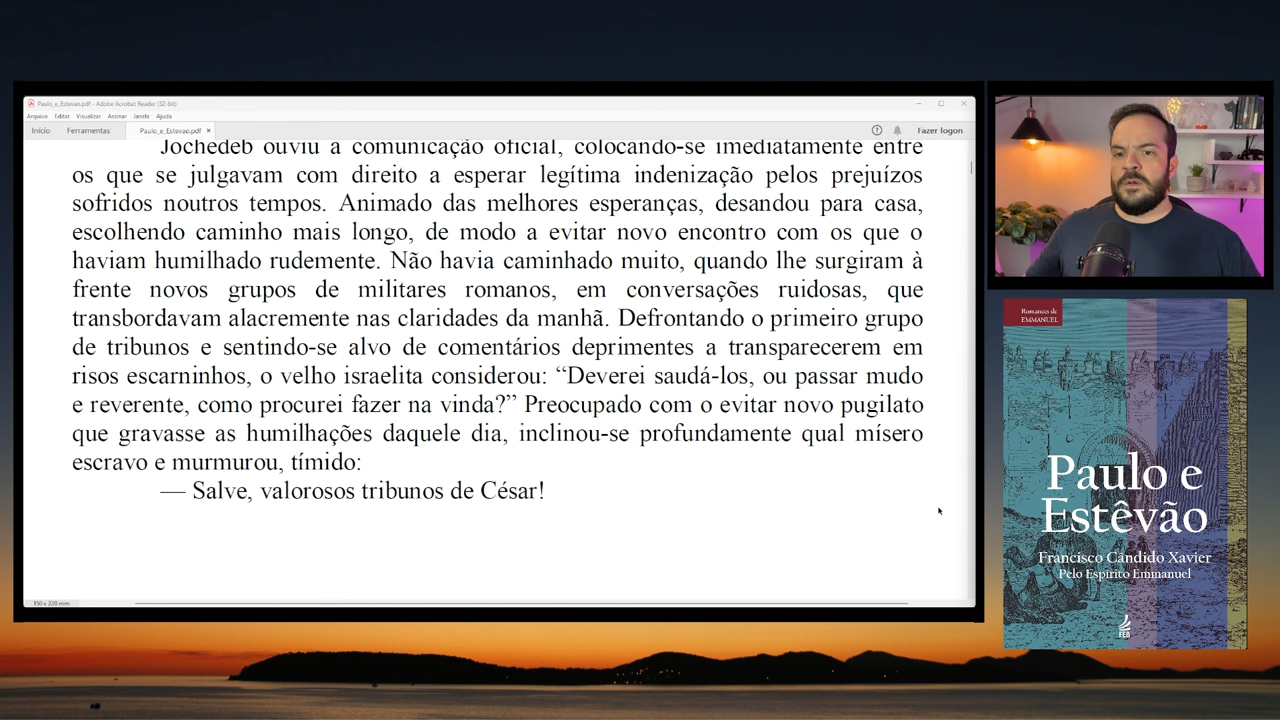 Paulo_e_Estevao.pdf - Adobe Acrobat Reader (32-bit)
Arquivo Editar Visualizar Assinar Janela Ajuda
Início Ferramentas Paulo_e_Estevao.pdf × Fazer logon
Jochedeb ouviu a comunicação oficial, colocando-se imediatamente entre
os que se julgavam com direito a esperar legítima indenização pelos prejuízos
sofridos noutros tempos. Animado das melhores esperanças, desandou para casa,
escolhendo caminho mais longo, de modo a evitar novo encontro com os que o
haviam humilhado rudemente. Não havia caminhado muito, quando lhe surgiram à
frente novos grupos de militares romanos, em conversações ruidosas, que
transbordavam alacremente nas claridades da manhã. Defrontando o primeiro grupo
de tribunos e sentindo-se alvo de comentários deprimentes a transparecerem em
risos escarninhos, o velho israelita considerou: “Deverei saudá-los, ou passar mudo
e reverente, como procurei fazer na vinda?” Preocupado com o evitar novo pugilato
que gravasse as humilhações daquele dia, inclinou-se profundamente qual mísero
escravo e murmurou, tímido:
— Salve, valorosos tribunos de César!
150 x 220 mm
Romances de
EMMANUEL
Paulo e
Estêvão
Francisco Cândido Xavier
Pelo Espírito Emmanuel
FEB